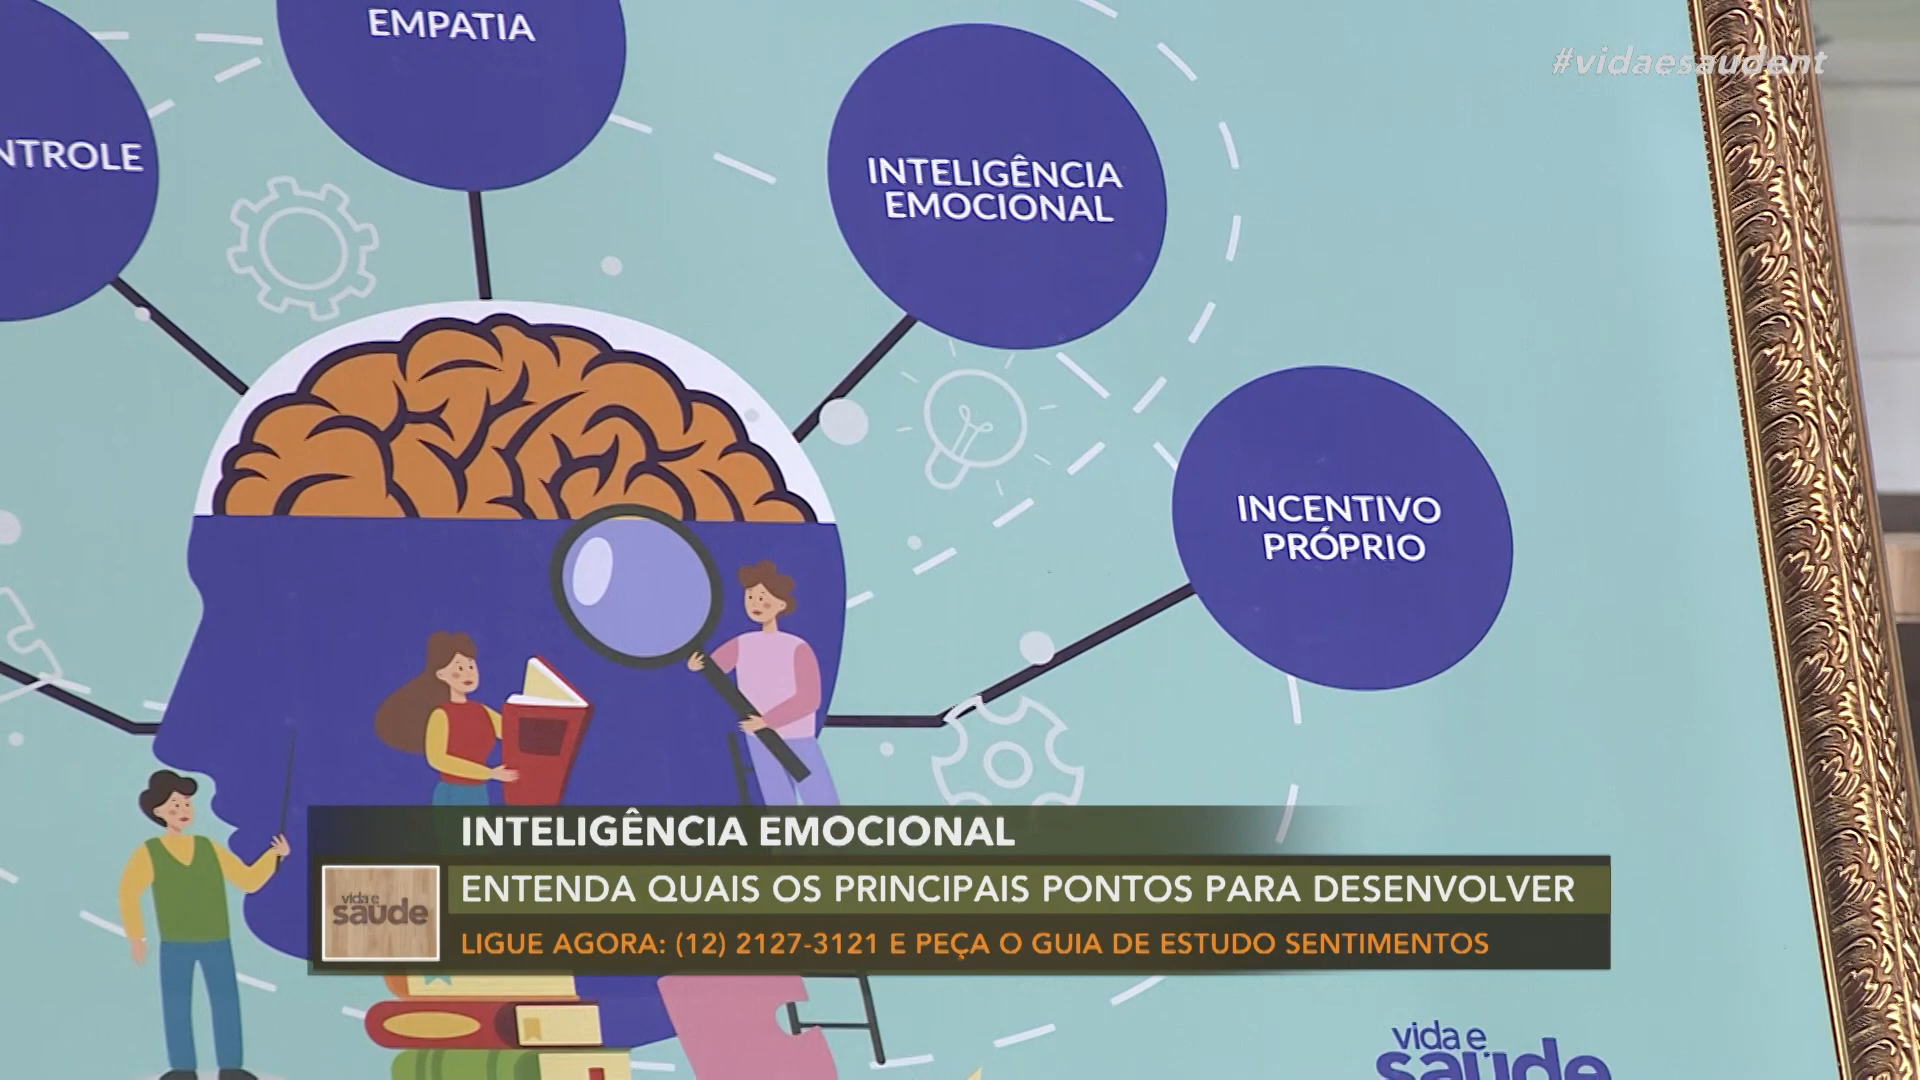 #vidaesaudent
EMPATIA
NTROLE
INTELIGÊNCIA
EMOCIONAL
INCENTIVO
PRÓPRIO
INTELIGÊNCIA EMOCIONAL
vida e
saúde
ENTENDA QUAIS OS PRINCIPAIS PONTOS PARA DESENVOLVER
LIGUE AGORA: (12) 2127-3121 E PEÇA O GUIA DE ESTUDO SENTIMENTOS
vida e
saúde